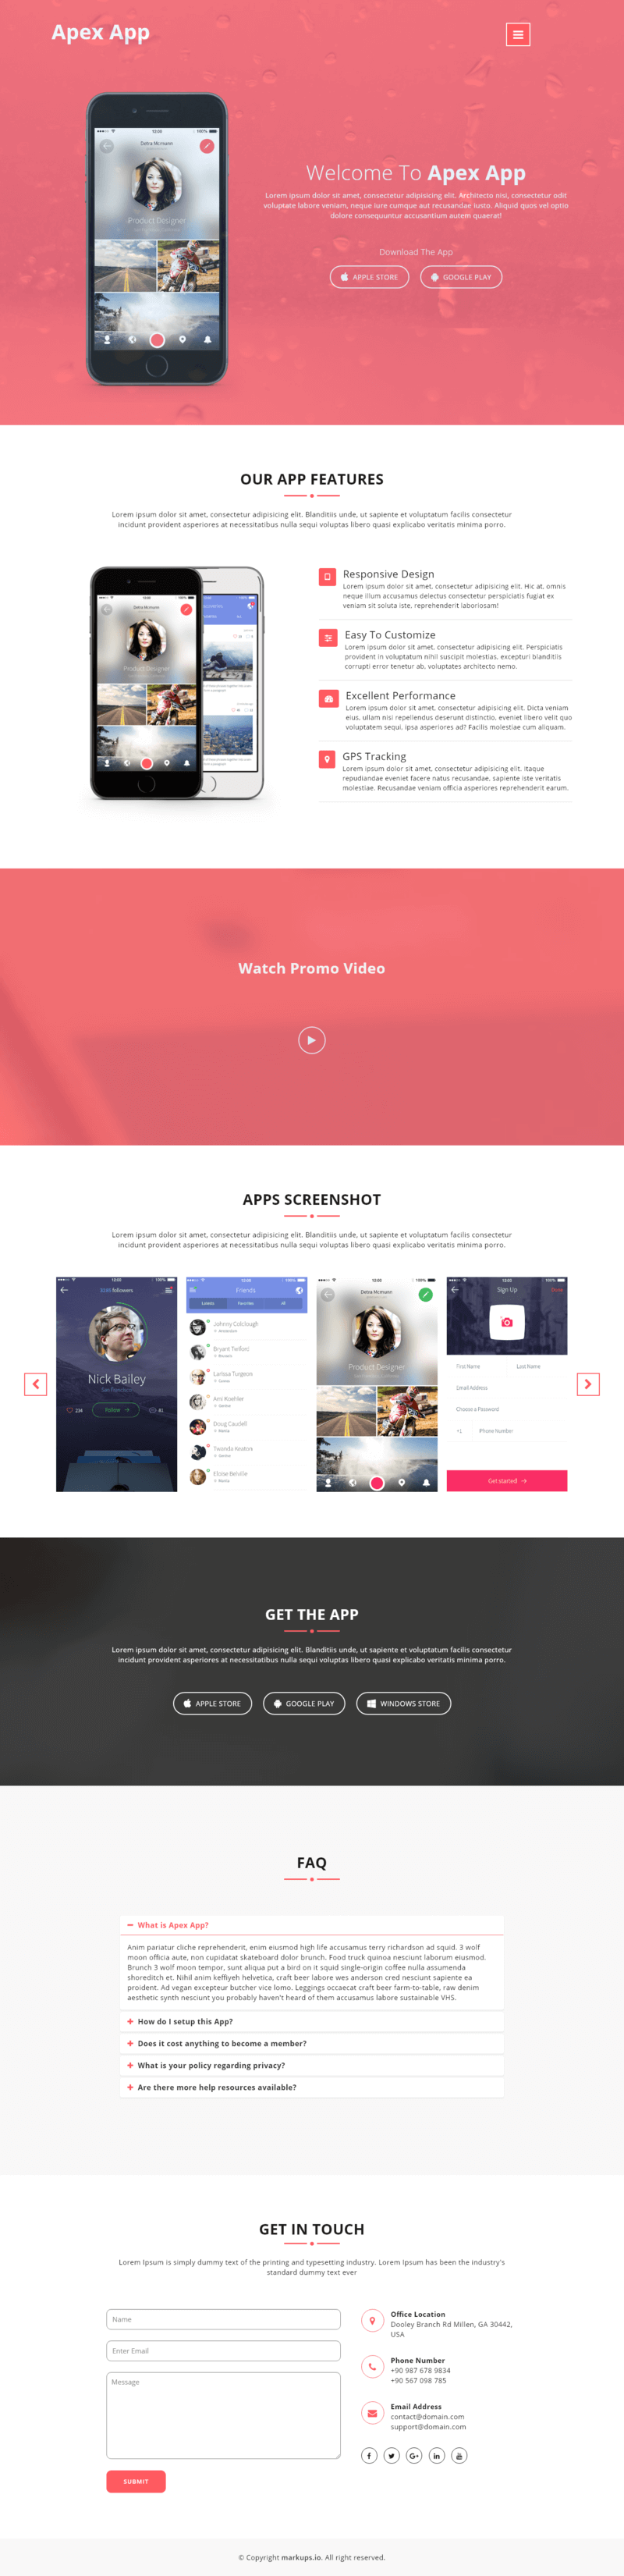 Apex App
Debra McMann
Product Designer
Welcome To Apex App
Lorem ipsum dolor sit amet, consectetur adipisicing elit. Architecto nisi, consectetur odit
voluptate labore veniam, neque iure cumque aut recusandae iusto. Aliquid quos vel optio
dolore consequuntur accusantium autem quaerat!
Download The App
APPLE STORE
GOOGLE PLAY
OUR APP FEATURES
Lorem ipsum dolor sit amet, consectetur adipisicing elit. Blanditiis unde, ut sapiente et voluptatum facilis consectetur
incidunt provident asperiores at necessitatibus nulla sequi voluptas libero quasi explicabo veritatis minima porro.
Debra McMann
Product Designer
Responsive Design
Lorem ipsum dolor sit amet, consectetur adipisicing elit. Hic at, omnis
neque illum accusamus delectus consectetur perspiciatis fugiat ex
veniam sit soluta iste, reprehenderit laboriosam!
Easy To Customize
Lorem ipsum dolor sit amet, consectetur adipisicing elit. Perspiciatis
provident in voluptatum nihil suscipit molestias, excepturi blanditiis
corrupti error tenetur ab, voluptates architecto nemo.
Excellent Performance
Lorem ipsum dolor sit amet, consectetur adipisicing elit. Dicta veniam
eius, ullam nisi repellendus deserunt distinctio, eveniet libero velit quo
voluptatem sequi, ipsa asperiores ad? Facilis molestiae cum aliquam.
GPS Tracking
Lorem ipsum dolor sit amet, consectetur adipisicing elit. Itaque
repudiandae eveniet facere natus recusandae, sapiente iste veritatis
molestiae. Recusandae veniam officia asperiores reprehenderit earum.
Watch Promo Video
APPS SCREENSHOT
Lorem ipsum dolor sit amet, consectetur adipisicing elit. Blanditiis unde, ut sapiente et voluptatum facilis consectetur
incidunt provident asperiores at necessitatibus nulla sequi voluptas libero quasi explicabo veritatis minima porro.
followers
Nick Bailey
San Francisco
234
Follow
41
Friends
Favorites
All
Johnny Colclough
Bryant Telford
Larissa Turgeon
Ami Koehler
Doug Caudell
Twanda
Eloise
Debra McMann
Product Designer
Sign Up
First Name
Last Name
Email Address
Choose a Password
+1
Phone Number
Get started
GET THE APP
Lorem ipsum dolor sit amet, consectetur adipisicing elit. Blanditiis unde, ut sapiente et voluptatum facilis consectetur
incidunt provident asperiores at necessitatibus nulla sequi voluptas libero quasi explicabo veritatis minima porro.
APPLE STORE
GOOGLE PLAY
WINDOWS STORE
FAQ
What is Apex App?
Anim pariatur cliche reprehenderit, enim eiusmod high life accusamus terry richardson ad squid. 3 wolf
moon officia aute, non cupidatat skateboard dolor brunch. Food truck quinoa nesciunt laborum eiusmod.
Brunch 3 wolf moon tempor, sunt aliqua put a bird on it squid single-origin coffee nulla assumenda
shoreditch et. Nihil anim keffiyeh helvetica, craft beer labore wes anderson cred nesciunt sapiente ea
proident. Ad vegan excepteur butcher vice lomo. Leggings occaecat craft beer farm-to-table, raw denim
aesthetic synth nesciunt you probably haven't heard of them accusamus labore sustainable VHS.
How do I setup this App?
Does it cost anything to become a member?
What is your policy regarding privacy?
Are there more help resources available?
GET IN TOUCH
Lorem Ipsum is simply dummy text of the printing and typesetting industry. Lorem Ipsum has been the industry's
standard dummy text ever
Name
Enter Email
Message
SUBMIT
Office Location
Dooley Branch Rd Millen, GA 30442,
USA
Phone Number
+90 987 678 9834
+90 567 098 785
Email Address
contact@domain.com
support@domain.com
© Copyright markups.io. All right reserved.